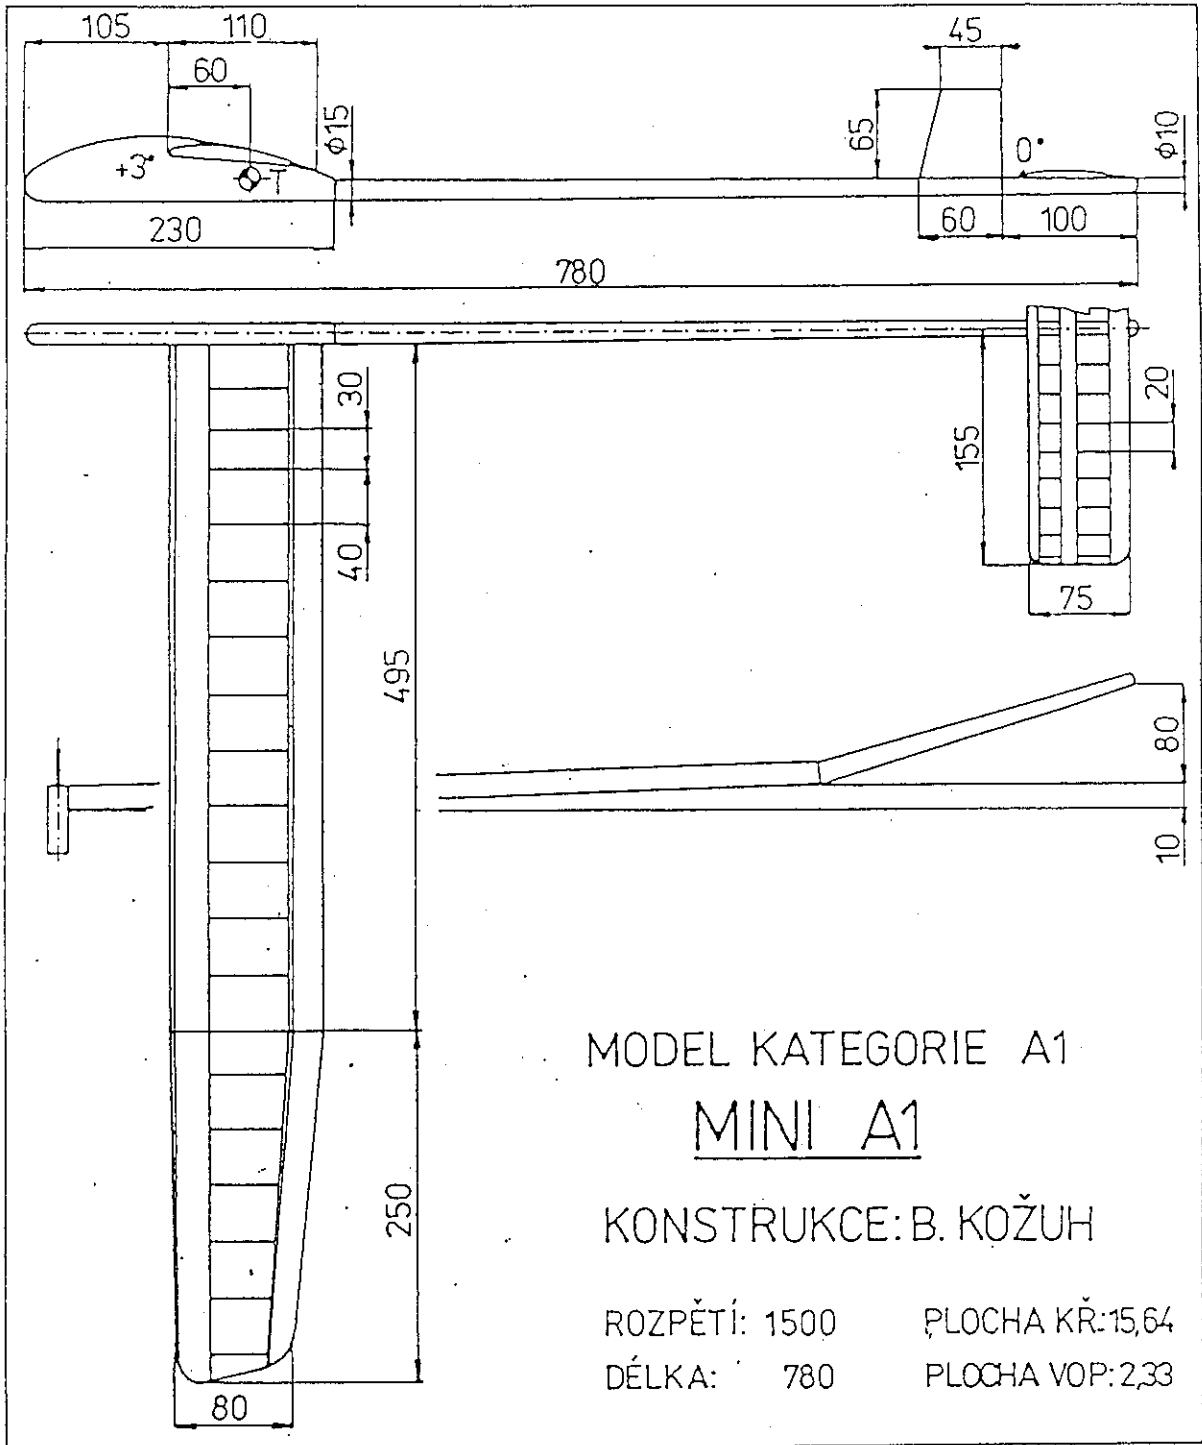 105 110
45
60
ϕ15
65
ϕ10
+3°
T
0°
230
60 100
780
30
20
155
40
75
495
80
10
MODEL KATEGORIE A1
MINI A1
250
KONSTRUKCE: B. KOŽUH
ROZPĚTÍ: 1500 PLOCHA KŘ.: 15,64
DÉLKA: 780 PLOCHA VOP: 2,33
80